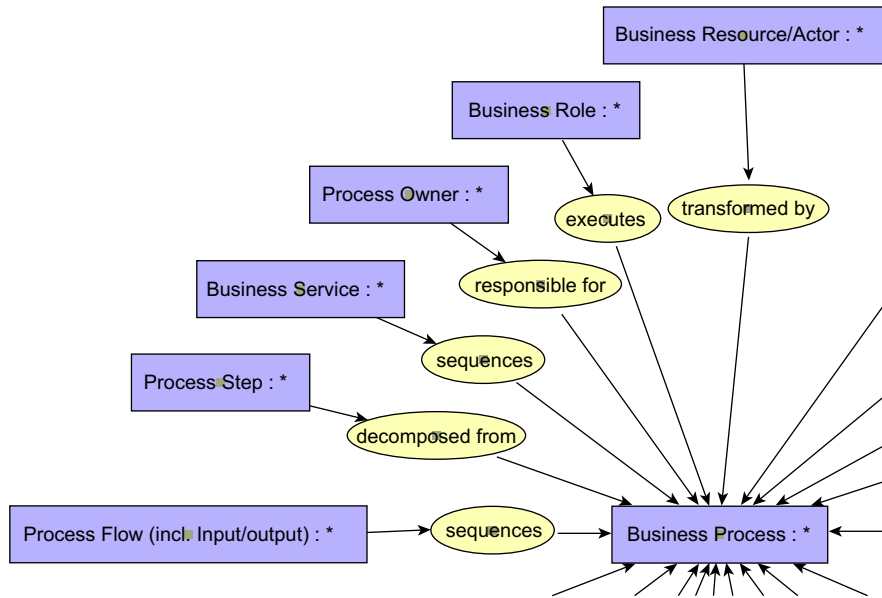 Business Resource/Actor : *
Business Role : *
Process Owner : *
executes
transformed by
Business Service : *
responsible for
sequences
Process Step : *
decomposed from
Process Flow (incl. Input/output) : *
sequences
Business Process : *